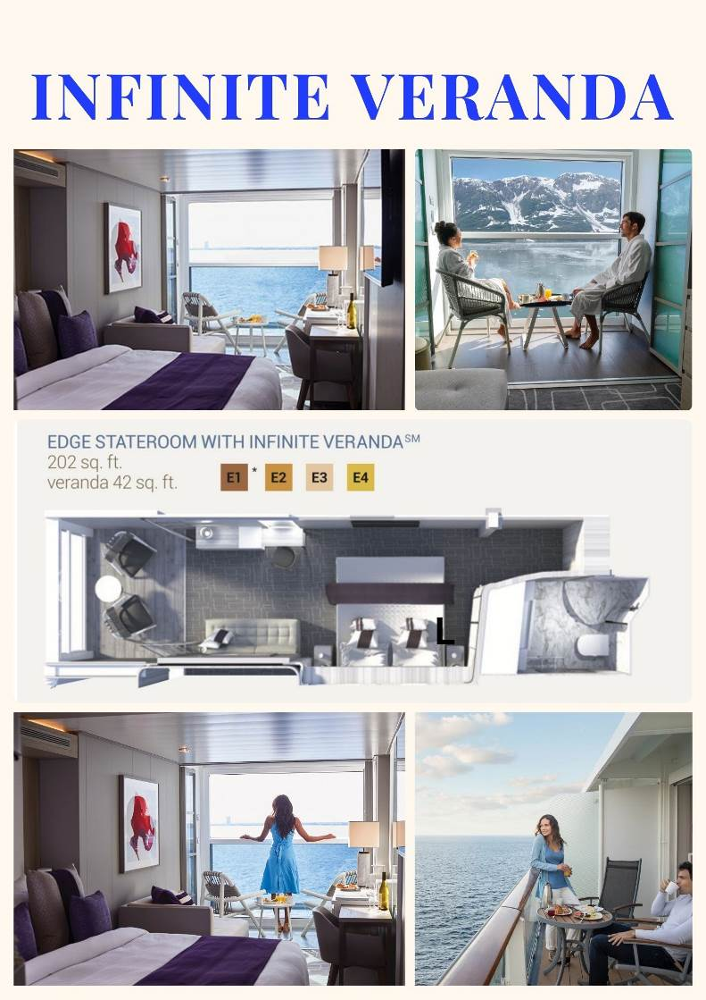 INFINITE VERANDA
EDGE STATEROOM WITH INFINITE VERANDA℠
202 sq. ft.
veranda 42 sq. ft.
E1 * E2 E3 E4
L